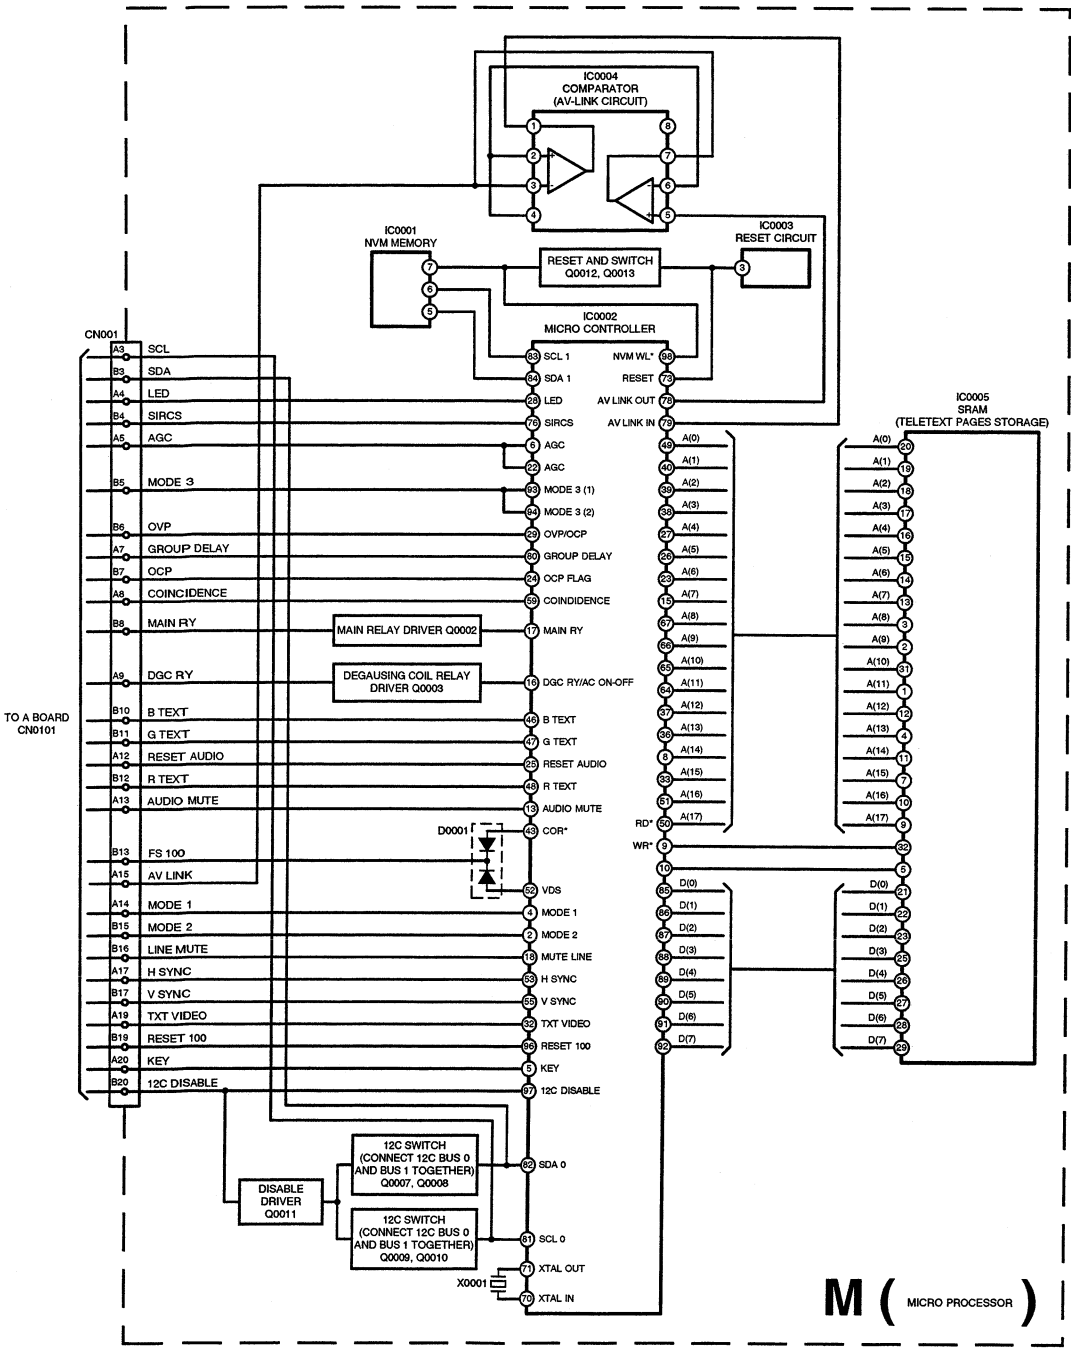 IC0004
COMPARATOR
(AV-LINK CIRCUIT)
1
8
2
+
7
3
-
- 6
4
+ 5
IC0001
NVM MEMORY
7
6
5
RESET AND SWITCH
Q0012, Q0013
IC0003
RESET CIRCUIT
3
IC0002
MICRO CONTROLLER
CN001
A3 SCL
B3 SDA
A4 LED
B4 SIRCS
A5 AGC
B5 MODE 3
B6 OVP
A7 GROUP DELAY
B7 OCP
A8 COINCIDENCE
B8 MAIN RY
A9 DGC RY
B10 B TEXT
B11 G TEXT
A12 RESET AUDIO
B12 R TEXT
A13 AUDIO MUTE
B13 FS 100
A15 AV LINK
A14 MODE 1
B15 MODE 2
B16 LINE MUTE
A17 H SYNC
B17 V SYNC
A19 TXT VIDEO
B19 RESET 100
A20 KEY
B20 12C DISABLE
TO A BOARD
CN0101
MAIN RELAY DRIVER Q0002
DEGAUSING COIL RELAY
DRIVER Q0003
D0001
83 SCL 1
84 SDA 1
28 LED
76 SIRCS
6 AGC
22 AGC
93 MODE 3 (1)
94 MODE 3 (2)
29 OVP/OCP
80 GROUP DELAY
24 OCP FLAG
59 COINDIDENCE
17 MAIN RY
16 DGC RY/AC ON-OFF
46 B TEXT
47 G TEXT
25 RESET AUDIO
48 R TEXT
13 AUDIO MUTE
43 COR*
52 VDS
4 MODE 1
2 MODE 2
18 MUTE LINE
53 H SYNC
55 V SYNC
32 TXT VIDEO
96 RESET 100
5 KEY
97 12C DISABLE
82 SDA 0
81 SCL 0
71 XTAL OUT
70 XTAL IN
NVM WL* 98
RESET 73
AV LINK OUT 78
AV LINK IN 79
49 A(0)
40 A(1)
39 A(2)
38 A(3)
27 A(4)
26 A(5)
23 A(6)
15 A(7)
67 A(8)
66 A(9)
65 A(10)
64 A(11)
37 A(12)
36 A(13)
8 A(14)
33 A(15)
51 A(16)
RD* 50 A(17)
WR* 9
10
85 D(0)
86 D(1)
87 D(2)
88 D(3)
89 D(4)
90 D(5)
91 D(6)
92 D(7)
IC0005
SRAM
(TELETEXT PAGES STORAGE)
A(0) 20
A(1) 19
A(2) 18
A(3) 17
A(4) 16
A(5) 15
A(6) 14
A(7) 13
A(8) 3
A(9) 2
A(10) 31
A(11) 1
A(12) 12
A(13) 4
A(14) 11
A(15) 7
A(16) 10
A(17) 9
32
5
D(0) 21
D(1) 22
D(2) 23
D(3) 25
D(4) 26
D(5) 27
D(6) 28
D(7) 29
12C SWITCH
(CONNECT 12C BUS 0
AND BUS 1 TOGETHER)
Q0007, Q0008
DISABLE
DRIVER
Q0011
12C SWITCH
(CONNECT 12C BUS 0
AND BUS 1 TOGETHER)
Q0009, Q0010
X0001
M ( MICRO PROCESSOR )